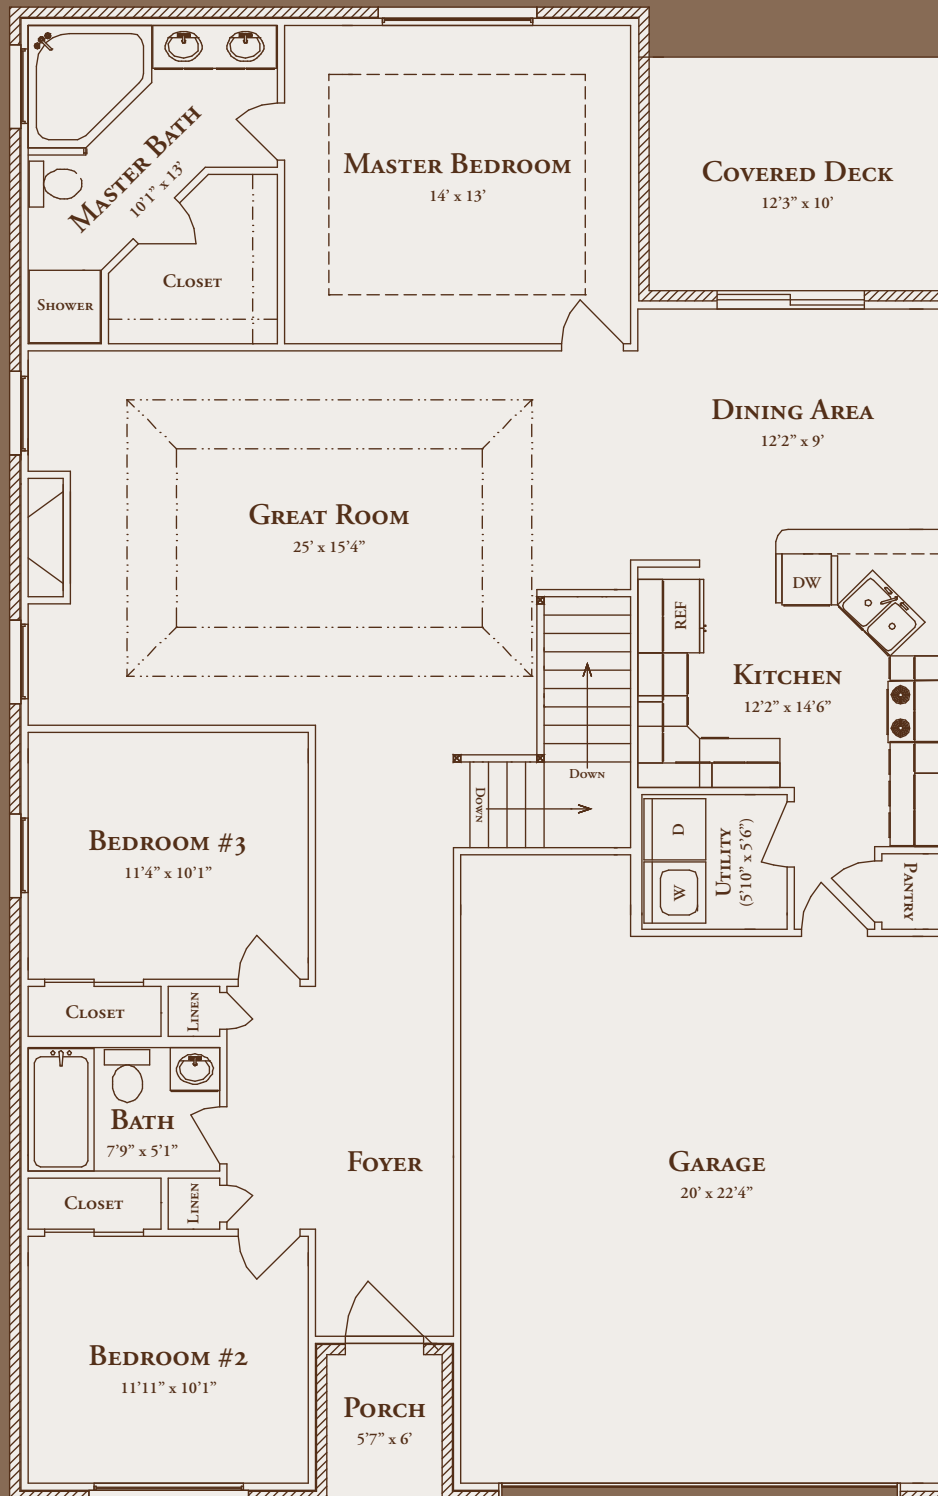 Master Bath
10'1" x 13'
Master Bedroom
14' x 13'
Covered Deck
12'3" x 10'
Closet
Shower
Dining Area
12'2" x 9'
Great Room
25' x 15'4"
DW
REF
Kitchen
12'2" x 14'6"
Down
Down
Bedroom #3
11'4" x 10'1"
D
W
Utility
(5'10" x 5'6")
Pantry
Closet
Linen
Bath
7'9" x 5'1"
Foyer
Garage
20' x 22'4"
Closet
Linen
Bedroom #2
11'11" x 10'1"
Porch
5'7" x 6'